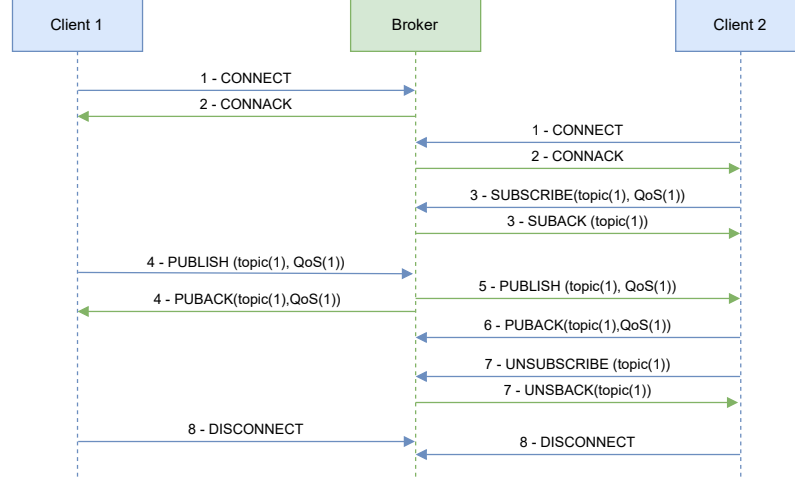 Client 1
Broker
Client 2
1 - CONNECT
2 - CONNACK
1 - CONNECT
2 - CONNACK
3 - SUBSCRIBE(topic(1), QoS(1))
3 - SUBACK (topic(1))
4 - PUBLISH (topic(1), QoS(1))
5 - PUBLISH (topic(1), QoS(1))
4 - PUBACK(topic(1),QoS(1))
6 - PUBACK(topic(1),QoS(1))
7 - UNSUBSCRIBE (topic(1))
7 - UNSBACK(topic(1))
8 - DISCONNECT
8 - DISCONNECT